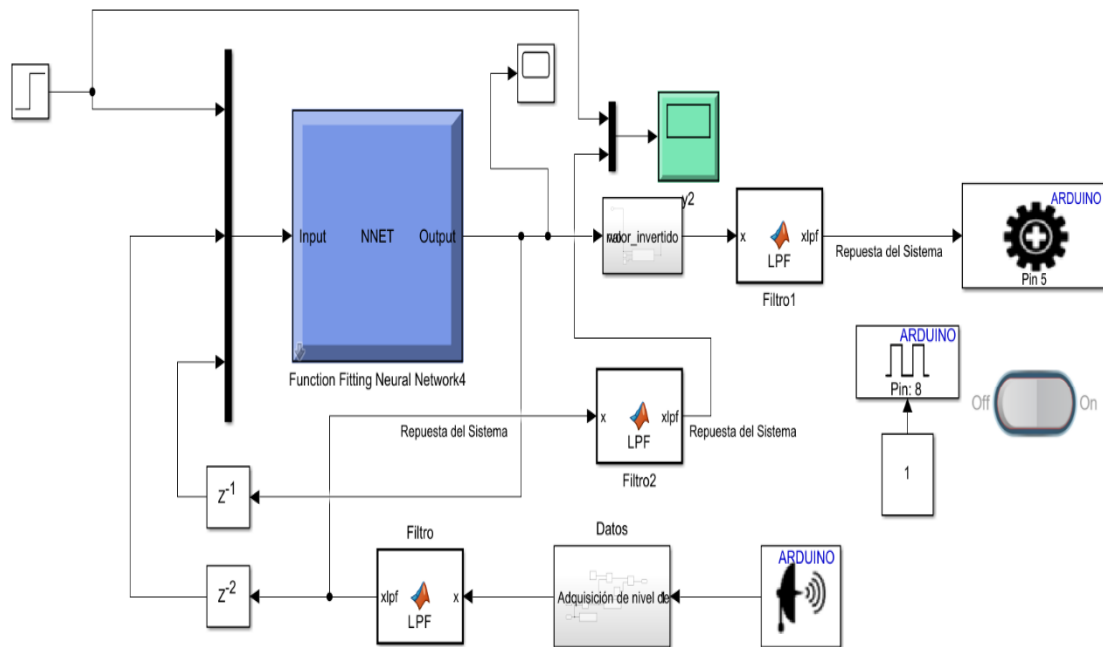 Input
NNET
Output
Function Fitting Neural Network4
y2
valor_invertido
x
xlpf
LPF
Filtro1
Repuesta del Sistema
ARDUINO
Pin 5
ARDUINO
Pin: 8
Off
On
1
x
xlpf
LPF
Filtro2
Repuesta del Sistema
Repuesta del Sistema
Z-1
Z-2
Filtro
xlpf
x
LPF
Datos
Adquisición de nivel de
ARDUINO